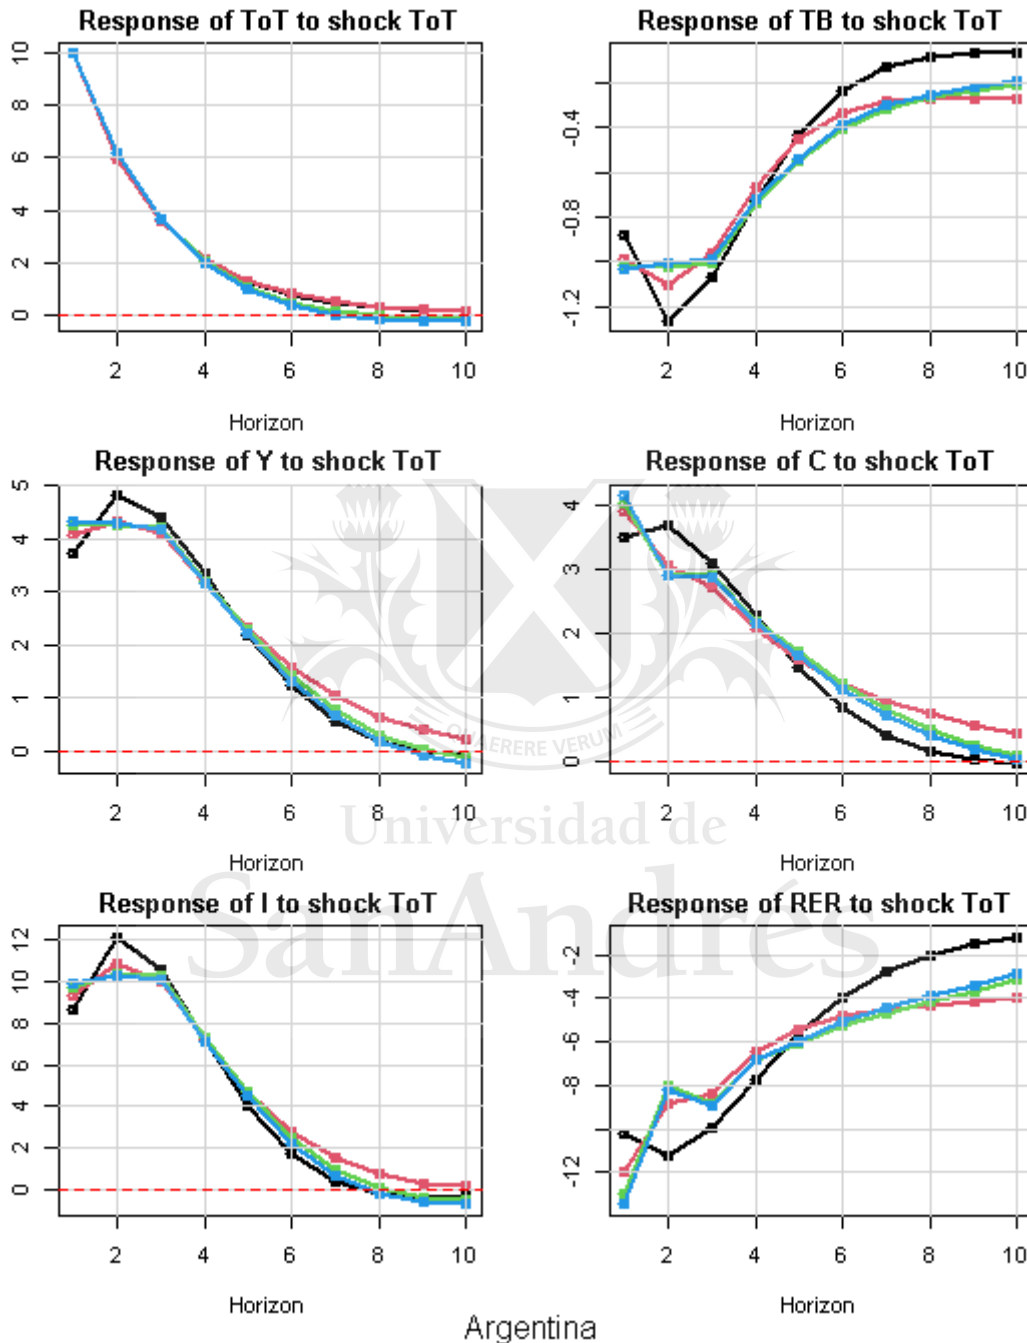 Response of ToT to shock ToT
0 2 4 6 8 10
2 4 6 8 10
Horizon
Response of TB to shock ToT
-1.2 -0.8 -0.4
2 4 6 8 10
Horizon
Response of Y to shock ToT
0 1 2 3 4 5
2 4 6 8 10
Horizon
Response of C to shock ToT
0 1 2 3 4
2 4 6 8 10
Horizon
QUAERERE VERUM
Universidad de
SanAndrés
Response of I to shock ToT
0 2 4 6 8 10 12
2 4 6 8 10
Horizon
Response of RER to shock ToT
-12 -8 -6 -4 -2
2 4 6 8 10
Horizon
Argentina